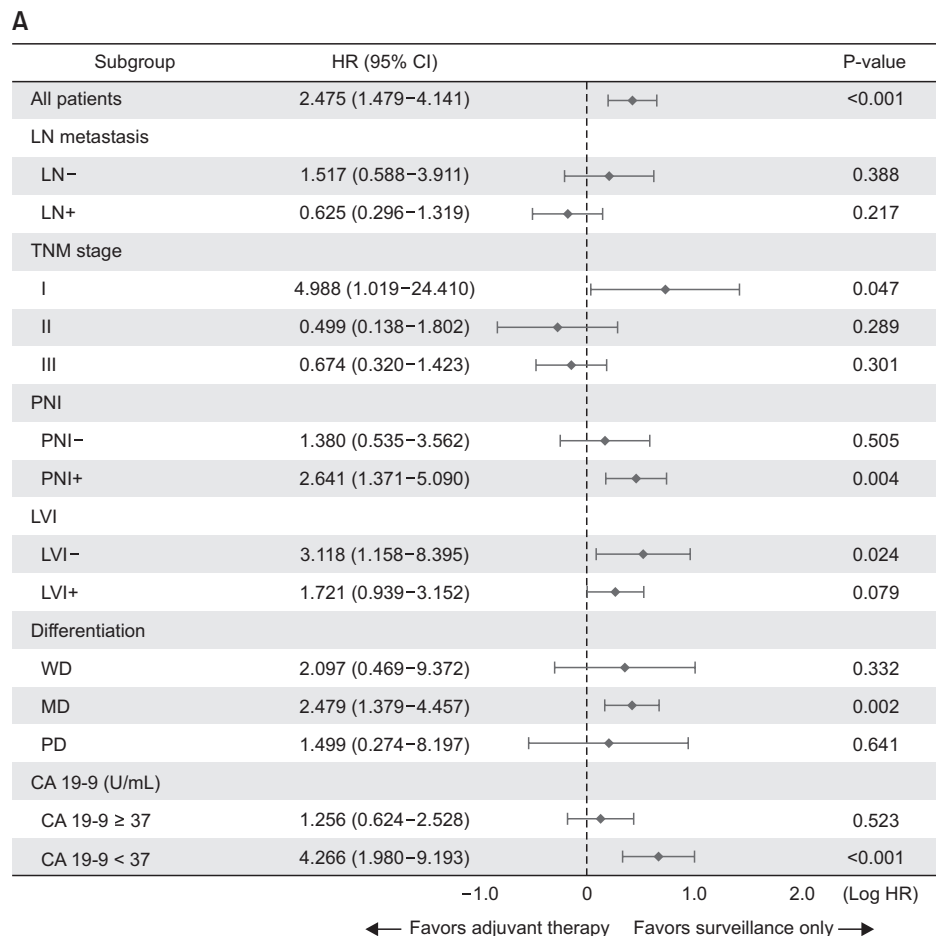 A
Subgroup HR (95% CI) P-value
All patients 2.475 (1.479−4.141) <0.001
LN metastasis
LN− 1.517 (0.588−3.911) 0.388
LN+ 0.625 (0.296−1.319) 0.217
TNM stage
I 4.988 (1.019−24.410) 0.047
II 0.499 (0.138−1.802) 0.289
III 0.674 (0.320−1.423) 0.301
PNI
PNI− 1.380 (0.535−3.562) 0.505
PNI+ 2.641 (1.371−5.090) 0.004
LVI
LVI− 3.118 (1.158−8.395) 0.024
LVI+ 1.721 (0.939−3.152) 0.079
Differentiation
WD 2.097 (0.469−9.372) 0.332
MD 2.479 (1.379−4.457) 0.002
PD 1.499 (0.274−8.197) 0.641
CA 19-9 (U/mL)
CA 19-9 ≥ 37 1.256 (0.624−2.528) 0.523
CA 19-9 < 37 4.266 (1.980−9.193) <0.001
−1.0 0 1.0 2.0 (Log HR)
Favors adjuvant therapy Favors surveillance only